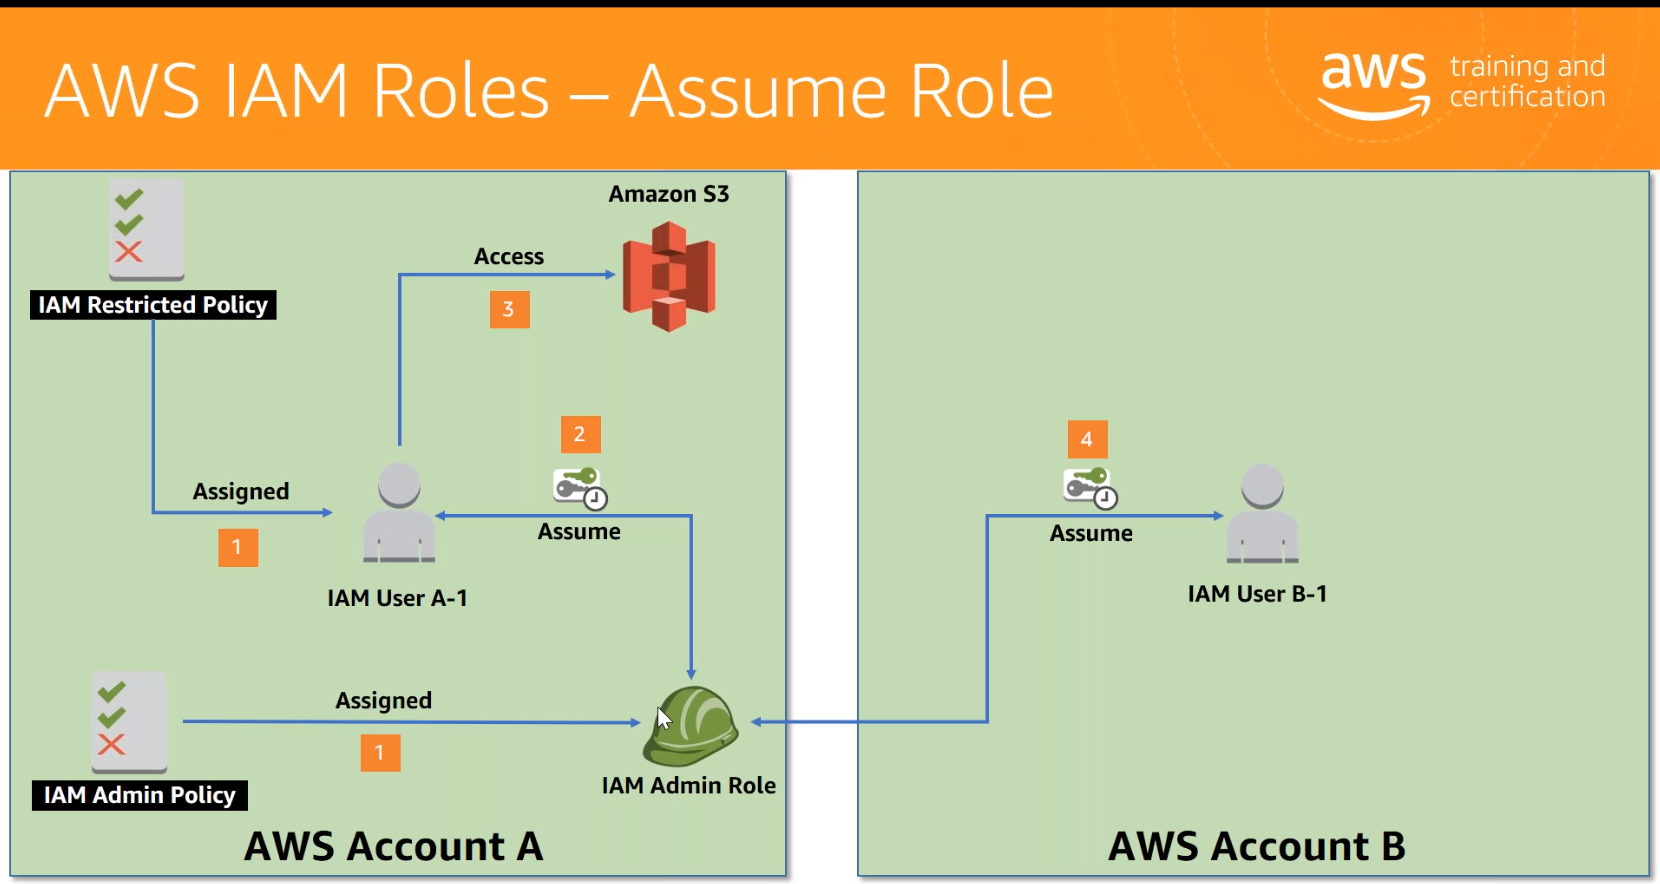 AWS IAM Roles – Assume Role
aws training and
certification
Amazon S3
Access
3
IAM Restricted Policy
2
4
Assigned
Assume
Assume
1
IAM User A-1
IAM User B-1
Assigned
1
IAM Admin Role
IAM Admin Policy
AWS Account A
AWS Account B